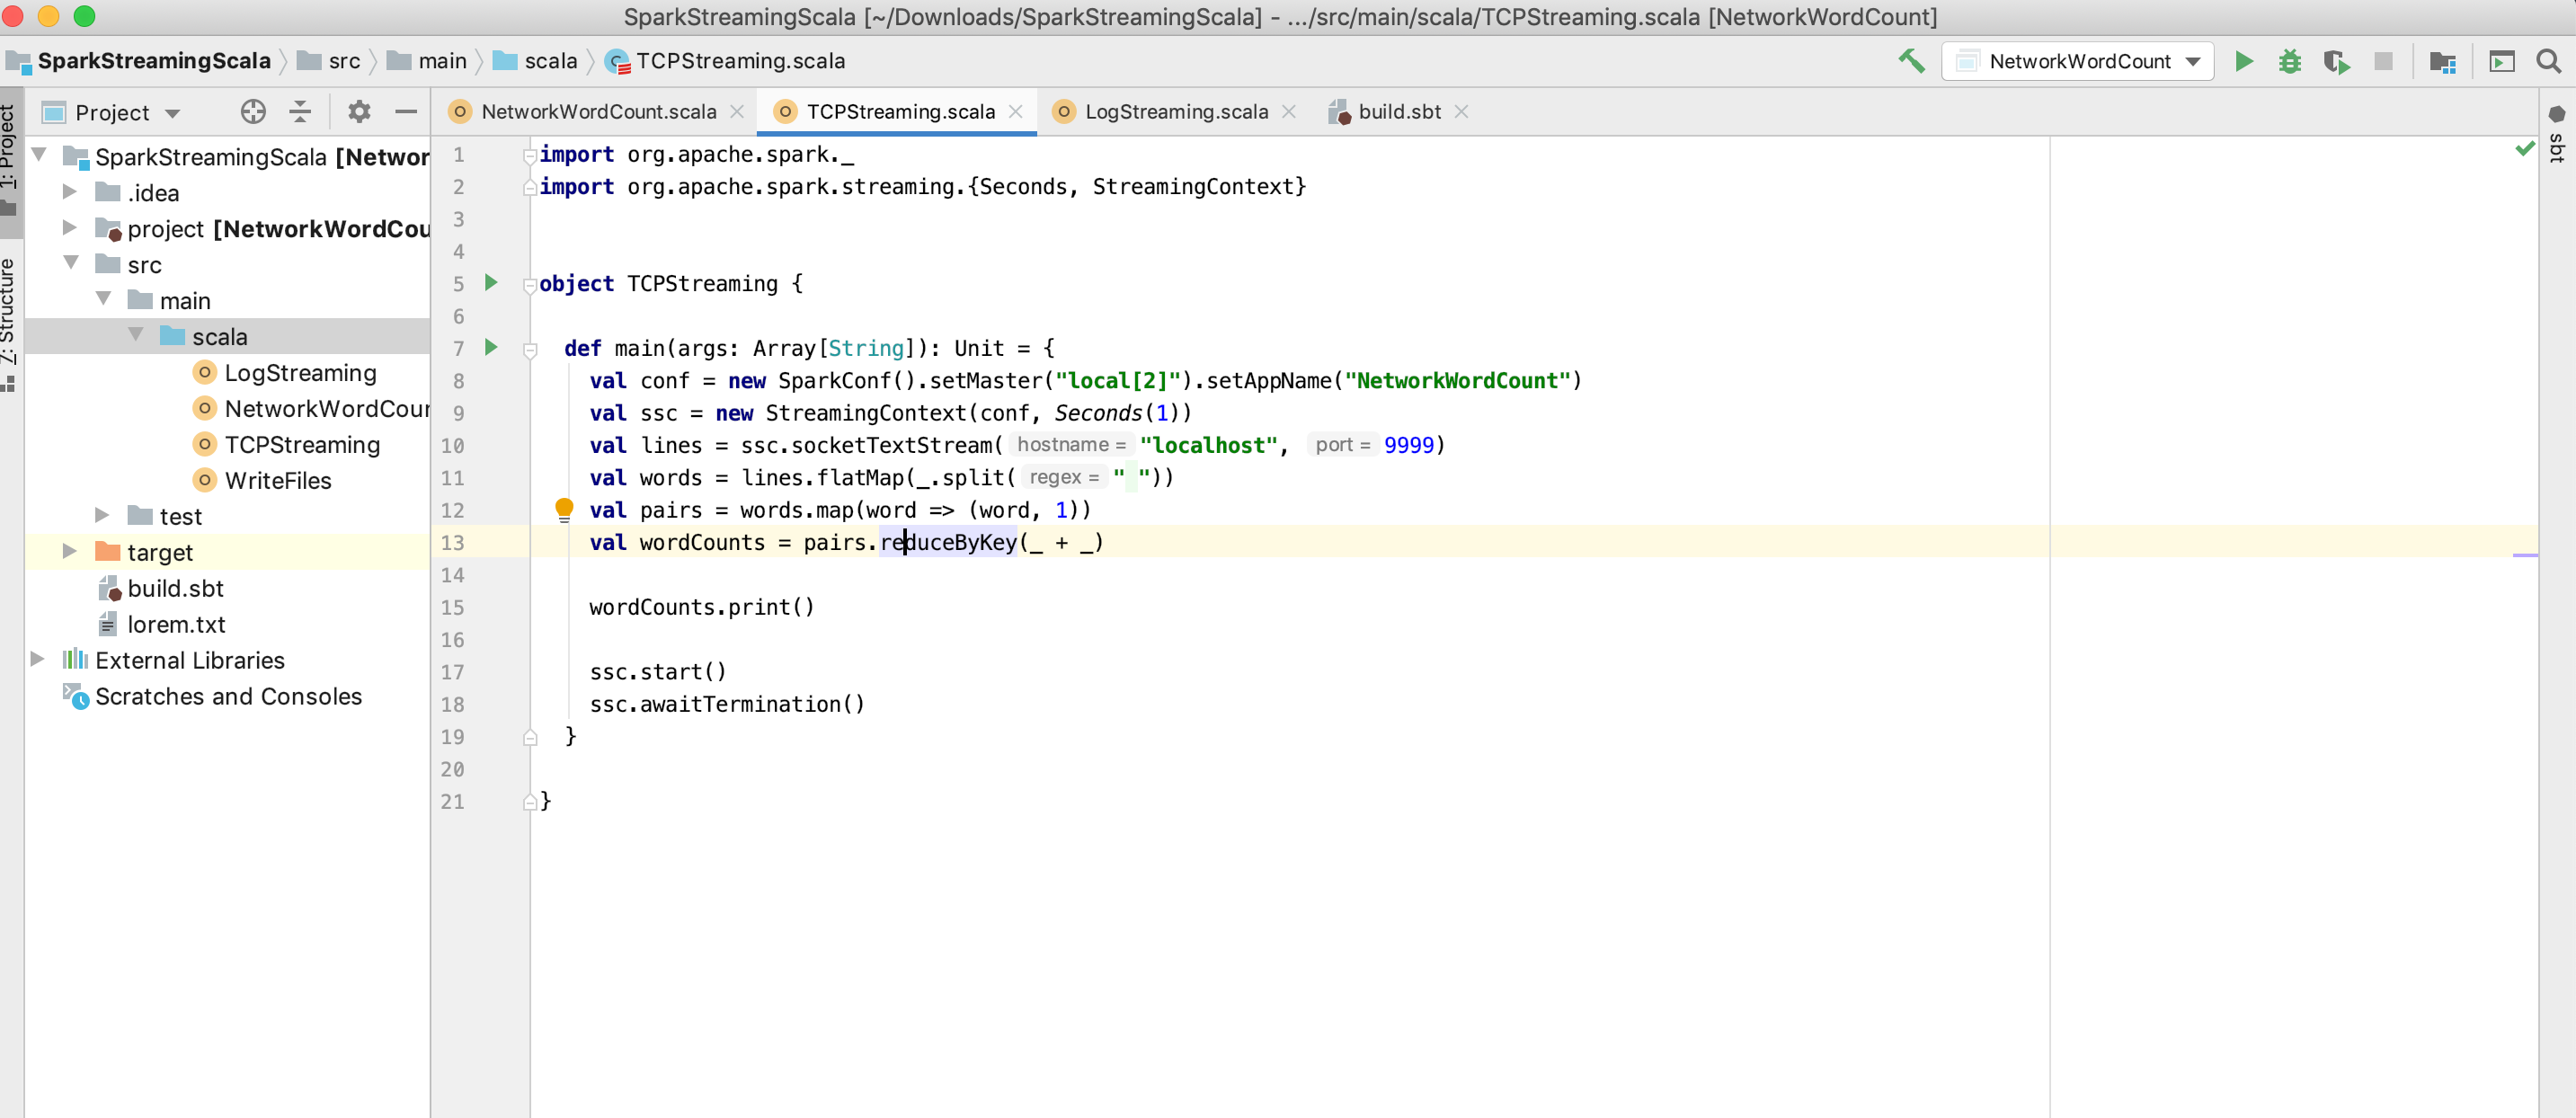 SparkStreamingScala [~/Downloads/SparkStreamingScala] - .../src/main/scala/TCPStreaming.scala [NetworkWordCount]
SparkStreamingScala src main scala TCPStreaming.scala NetworkWordCount
Project
NetworkWordCount.scala TCPStreaming.scala LogStreaming.scala build.sbt
1: Project
7: Structure
SparkStreamingScala [Networ
.idea
project [NetworkWordCou
src
main
scala
LogStreaming
NetworkWordCour
TCPStreaming
WriteFiles
test
target
build.sbt
lorem.txt
External Libraries
Scratches and Consoles
1 import org.apache.spark._
2 import org.apache.spark.streaming.{Seconds, StreamingContext}
3
4
5 object TCPStreaming {
6
7 def main(args: Array[String]): Unit = {
8 val conf = new SparkConf().setMaster("local[2]").setAppName("NetworkWordCount")
9 val ssc = new StreamingContext(conf, Seconds(1))
10 val lines = ssc.socketTextStream( hostname = "localhost", port = 9999)
11 val words = lines.flatMap(_.split( regex = " "))
12 val pairs = words.map(word => (word, 1))
13 val wordCounts = pairs.reduceByKey(_ + _)
14
15 wordCounts.print()
16
17 ssc.start()
18 ssc.awaitTermination()
19 }
20
21 }
sbt